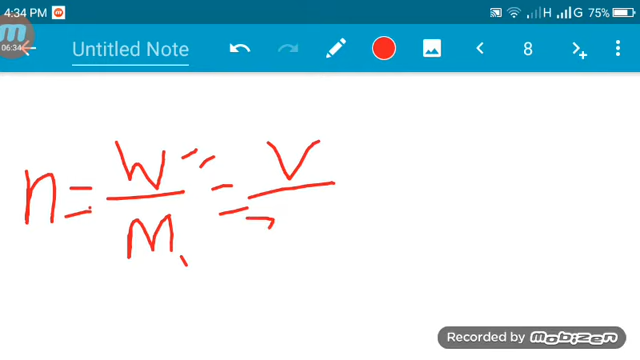 4:34 PM H G 75%
06:34 Untitled Note 8
n = W = V
M
Recorded by mobizen